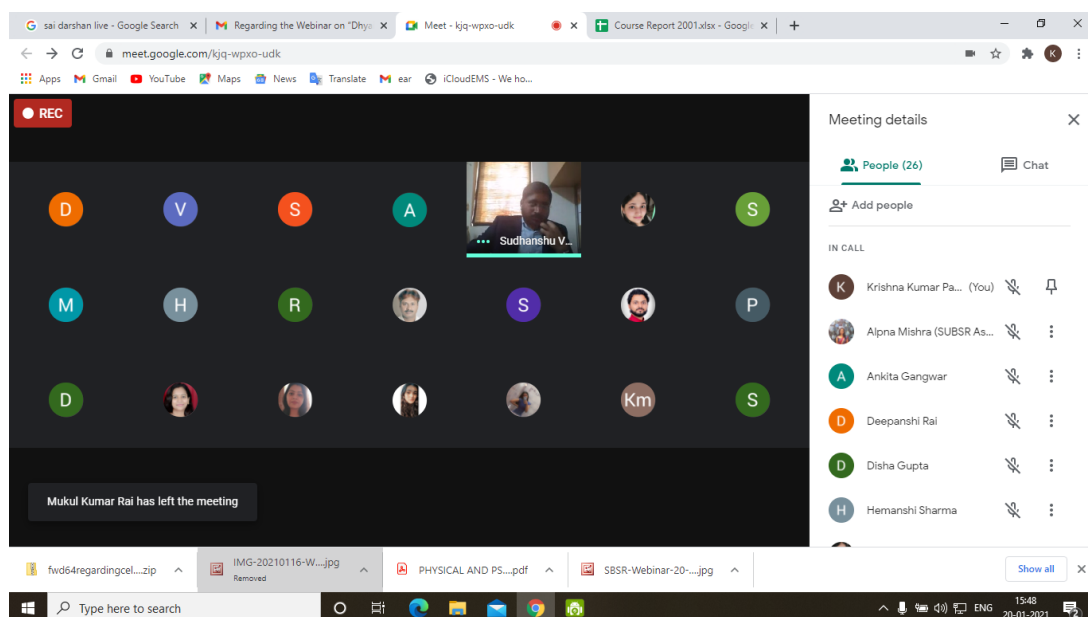 sai darshan live - Google Search
Regarding the Webinar on "Dhya
Meet - kjq-wpxo-udk
Course Report 2001.xlsx - Google
meet.google.com/kjq-wpxo-udk
K
Apps Gmail YouTube Maps News Translate ear iCloudEMS - We ho...
REC
D V S A S
Sudhanshu V...
M H R S P
D Km S
Mukul Kumar Rai has left the meeting
Meeting details
People (26) Chat
Add people
IN CALL
K Krishna Kumar Pa... (You)
Alpna Mishra (SUBSR As...
A Ankita Gangwar
D Deepanshi Rai
D Disha Gupta
H Hemanshi Sharma
fwd64regardingcel....zip
IMG-20210116-W....jpg
Removed
PHYSICAL AND PS....pdf
SBSR-Webinar-20-....jpg
Show all
Type here to search
ENG
15:48
20-01-2021
2